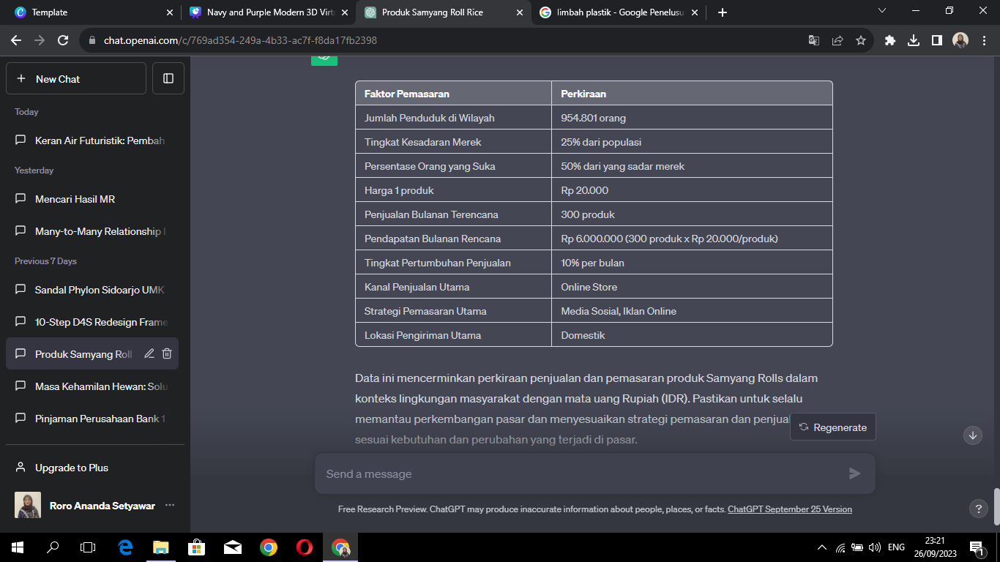 Template
Navy and Purple Modern 3D Virtu
Produk Samyang Roll Rice
limbah plastik - Google Penelusu
chat.openai.com/c/769ad354-249a-4b33-ac7f-f8da17fb2398
New Chat
Today
Keran Air Futuristik: Pembah
Yesterday
Mencari Hasil MR
Many-to-Many Relationship
Previous 7 Days
Sandal Phylon Sidoarjo UMK
10-Step D4S Redesign Frame
Produk Samyang Roll
Masa Kehamilan Hewan: Solu
Pinjaman Perusahaan Bank 1
Upgrade to Plus
Roro Ananda Setyawar
Faktor Pemasaran Perkiraan
Jumlah Penduduk di Wilayah 954.801 orang
Tingkat Kesadaran Merek 25% dari populasi
Persentase Orang yang Suka 50% dari yang sadar merek
Harga 1 produk Rp 20.000
Penjualan Bulanan Terencana 300 produk
Pendapatan Bulanan Rencana Rp 6.000.000 (300 produk x Rp 20.000/produk)
Tingkat Pertumbuhan Penjualan 10% per bulan
Kanal Penjualan Utama Online Store
Strategi Pemasaran Utama Media Sosial, Iklan Online
Lokasi Pengiriman Utama Domestik
Data ini mencerminkan perkiraan penjualan dan pemasaran produk Samyang Rolls dalam
konteks lingkungan masyarakat dengan mata uang Rupiah (IDR). Pastikan untuk selalu
memantau perkembangan pasar dan menyesuaikan strategi pemasaran dan penjua
sesuai kebutuhan dan perubahan yang terjadi di pasar.
Regenerate
Send a message
Free Research Preview. ChatGPT may produce inaccurate information about people, places, or facts. ChatGPT September 25 Version
?
ENG
23:21
26/09/2023
1